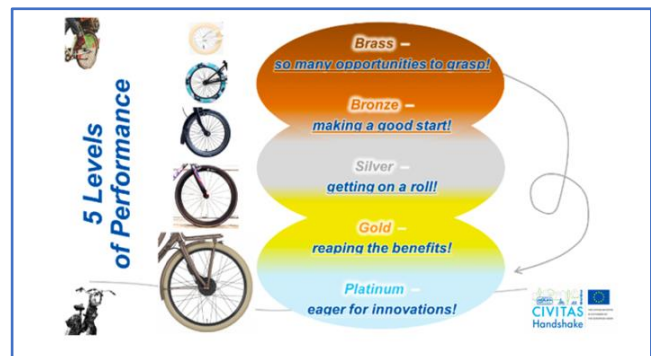 5 Levels
of Performance
Brass –
so many opportunities to grasp!
Bronze –
making a good start!
Silver –
getting on a roll!
Gold –
reaping the benefits!
Platinum –
eager for innovations!
CIVITAS
Handshake